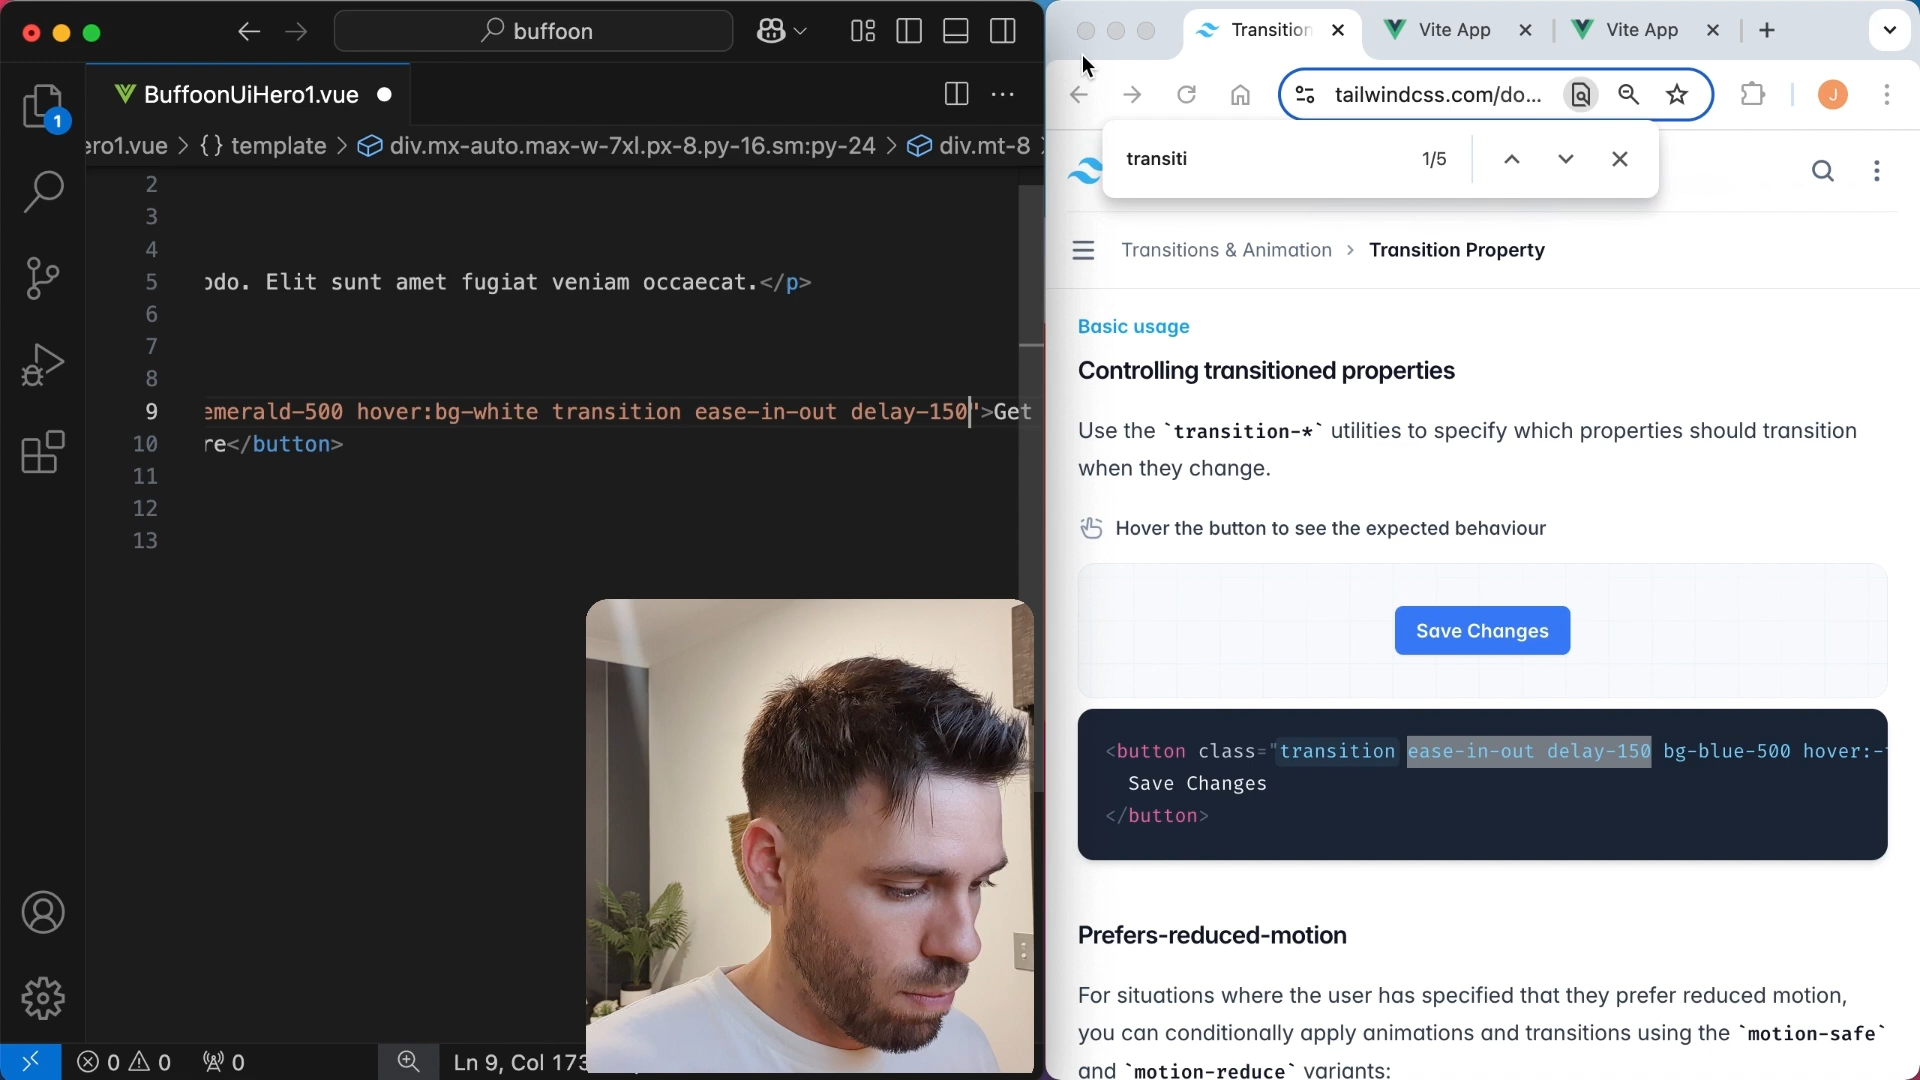 buffoon
BuffoonUiHero1.vue
1
ero1.vue > {} template > div.mx-auto.max-w-7xl.px-8.py-16.sm:py-24 > div.mt-8
2
3
4
5 odo. Elit sunt amet fugiat veniam occaecat.</p>
6
7
8
9 emerald-500 hover:bg-white transition ease-in-out delay-150">Get
10 re</button>
11
12
13
0 0 0 Ln 9, Col 173
Transition Vite App Vite App
tailwindcss.com/do... J
transiti 1/5
Transitions & Animation > Transition Property
Basic usage
Controlling transitioned properties
Use the `transition-*` utilities to specify which properties should transition
when they change.
Hover the button to see the expected behaviour
Save Changes
<button class="transition ease-in-out delay-150 bg-blue-500 hover:-
Save Changes
</button>
Prefers-reduced-motion
For situations where the user has specified that they prefer reduced motion,
you can conditionally apply animations and transitions using the `motion-safe`
and `motion-reduce` variants: